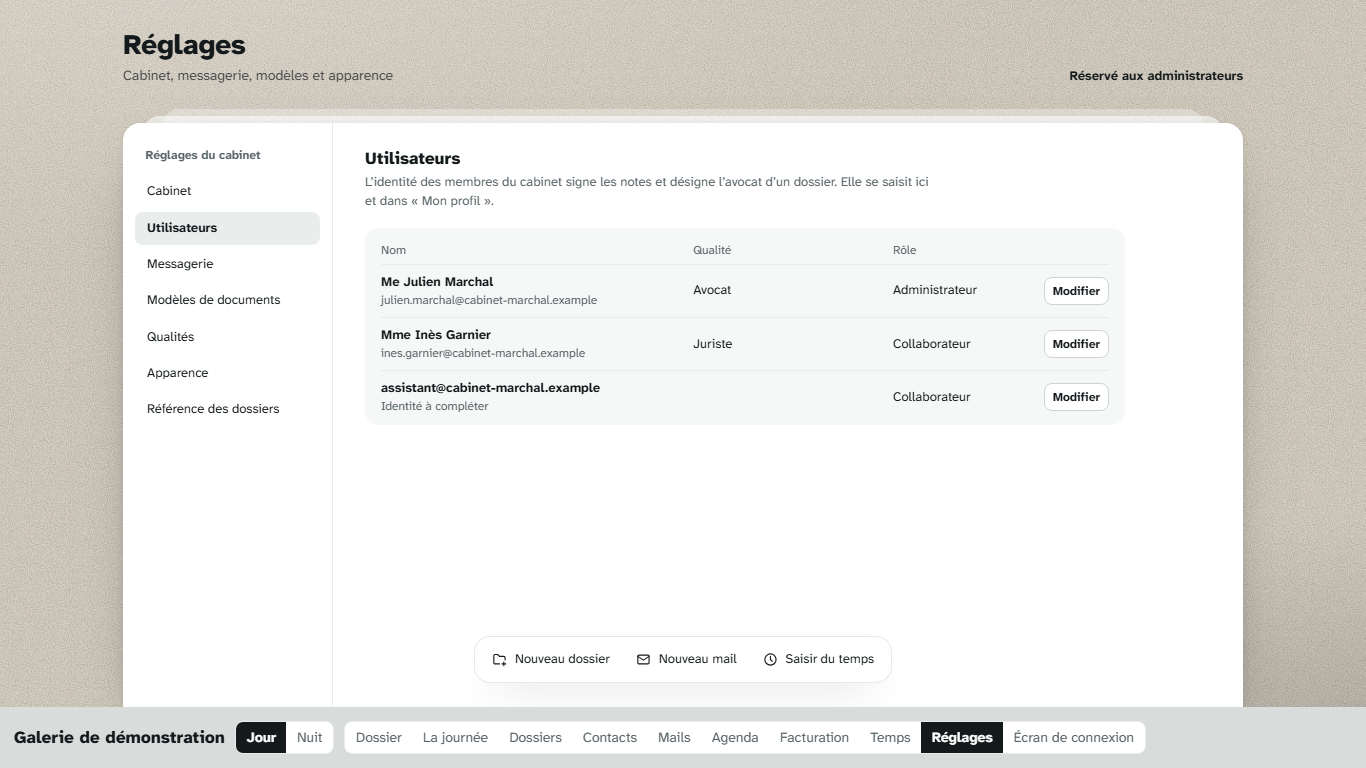 Réglages
Cabinet, messagerie, modèles et apparence
Réservé aux administrateurs
Réglages du cabinet
Cabinet
Utilisateurs
Messagerie
Modèles de documents
Qualités
Apparence
Référence des dossiers
Utilisateurs
L’identité des membres du cabinet signe les notes et désigne l’avocat d’un dossier. Elle se saisit ici
et dans « Mon profil ».
Nom Qualité Rôle
Me Julien Marchal
julien.marchal@cabinet-marchal.example
Avocat Administrateur Modifier
Mme Inès Garnier
ines.garnier@cabinet-marchal.example
Juriste Collaborateur Modifier
assistant@cabinet-marchal.example
Identité à compléter
Collaborateur Modifier
Nouveau dossier Nouveau mail Saisir du temps
Galerie de démonstration Jour Nuit Dossier La journée Dossiers Contacts Mails Agenda Facturation Temps Réglages Écran de connexion